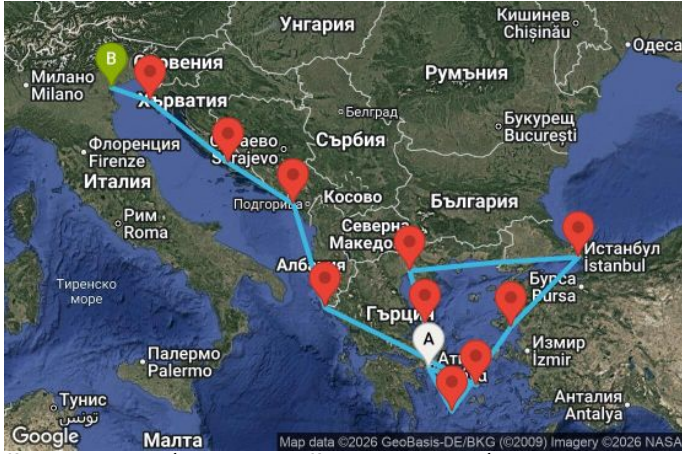 Унгария
Кишинев
Chișinău
Одеса
Словения
Милано
Milano
Хърватия
Румъния
Белград
Букурещ
București
Флоренция
Firenze
Сараево
Sarajevo
Сърбия
Италия
Подгорица
Косово
България
Рим
Roma
Северна
Македо
Истанбул
İstanbul
Албания
Бурса
Bursa
Тиренско
море
Гърция
A
B
Измир
İzmir
Палермо
Palermo
Анталия
Antalya
Тунис
تونس
Google
Малта
Map data ©2026 GeoBasis-DE/BKG (©2009) Imagery ©2026 NASA